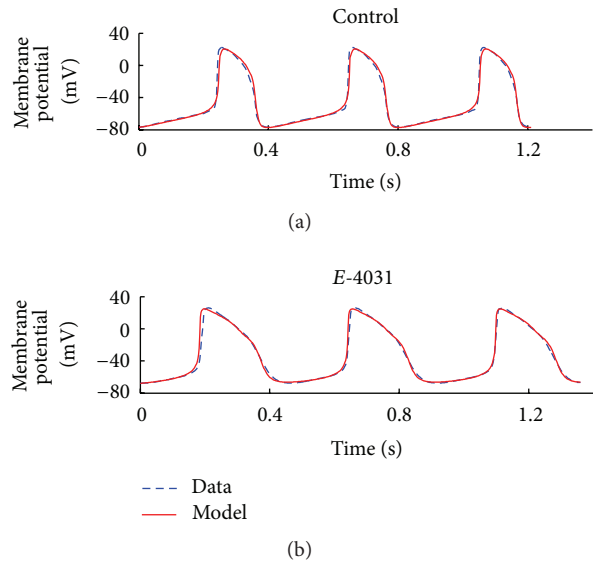 Control
Membrane
potential
(mV)
40
0
−40
−80
0 0.4 0.8 1.2
Time (s)
(a)
E-4031
Membrane
potential
(mV)
40
0
−40
−80
0 0.4 0.8 1.2
Time (s)
Data
Model
(b)